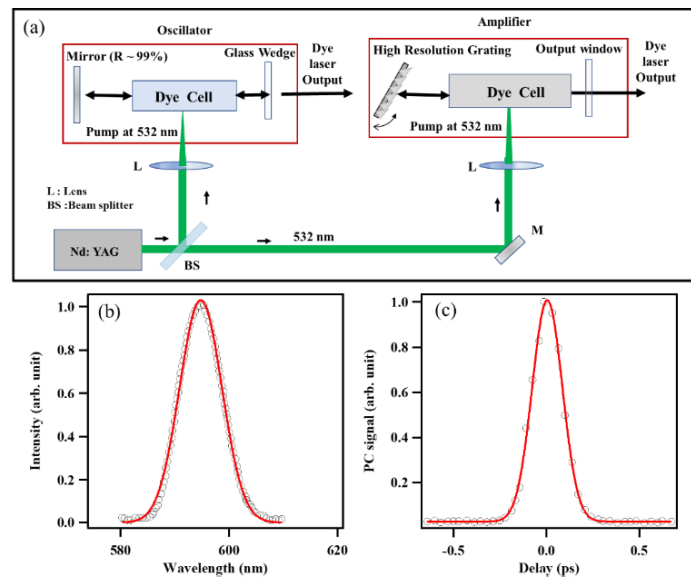 (a)
Oscillator
Amplifier
Mirror (R ~ 99%)
Glass Wedge
Dye
laser
Output
High Resolution Grating
Output window
Dye
laser
Output
Dye Cell
Dye Cell
Pump at 532 nm
Pump at 532 nm
L
L
L : Lens
BS :Beam splitter
Nd: YAG
BS
532 nm
M
(b)
Intensity (arb. unit)
1.0
0.8
0.6
0.4
0.2
0.0
580
600
620
Wavelength (nm)
(c)
PC signal (arb. unit)
1.0
0.8
0.6
0.4
0.2
-0.5
0.0
0.5
Delay (ps)